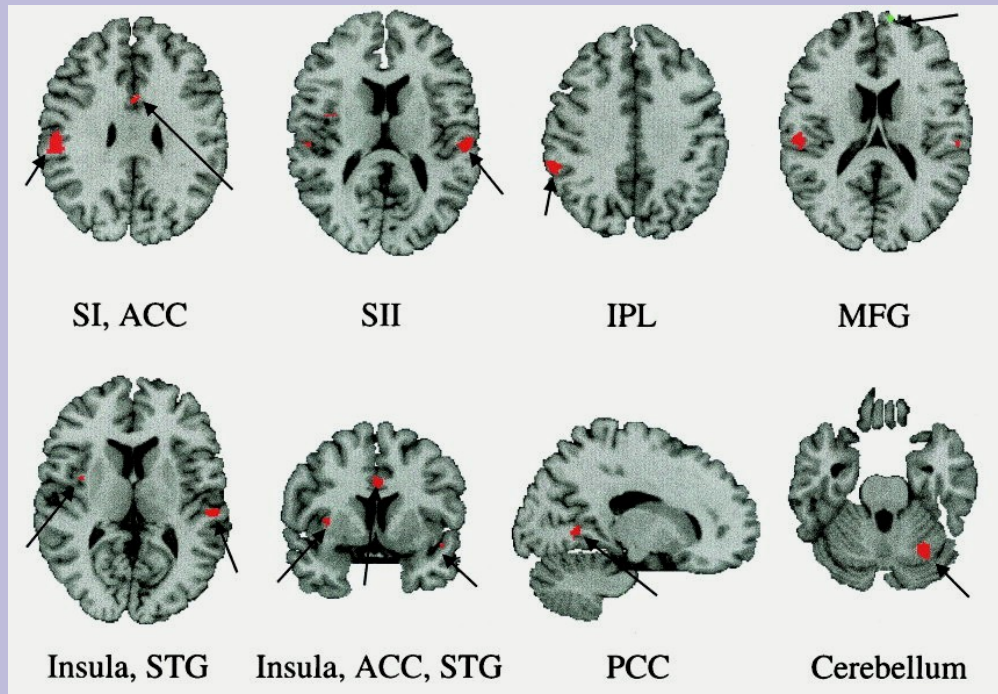 SI, ACC
SII
IPL
MFG
Insula, STG
Insula, ACC, STG
PCC
Cerebellum